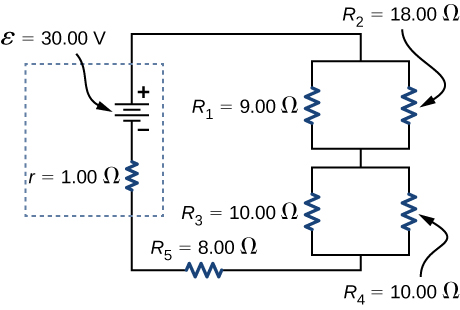 R₂ = 18.00 Ω
ε = 30.00 V
+
−
R₁ = 9.00 Ω
r = 1.00 Ω
R₃ = 10.00 Ω
R₅ = 8.00 Ω
R₄ = 10.00 Ω